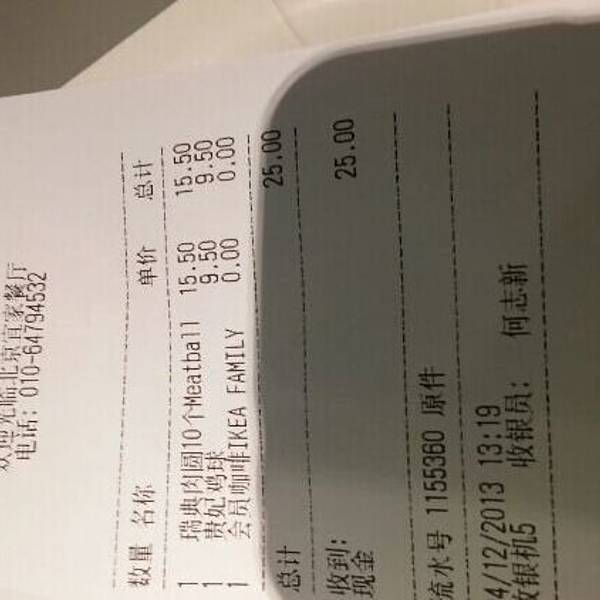 欢迎光临北京宜家餐厅
电话: 010-64794532
数量 名称 单价 总计
1 瑞典肉圆10个Meatball 15.50 15.50
1 贵妃鸡球 9.50 9.50
1 会员咖啡IKEA FAMILY 0.00 0.00
总计 25.00
收到:
现金 25.00
流水号 1155360 原件
4/12/2013 13:19
收银机5 收银员: 何志新